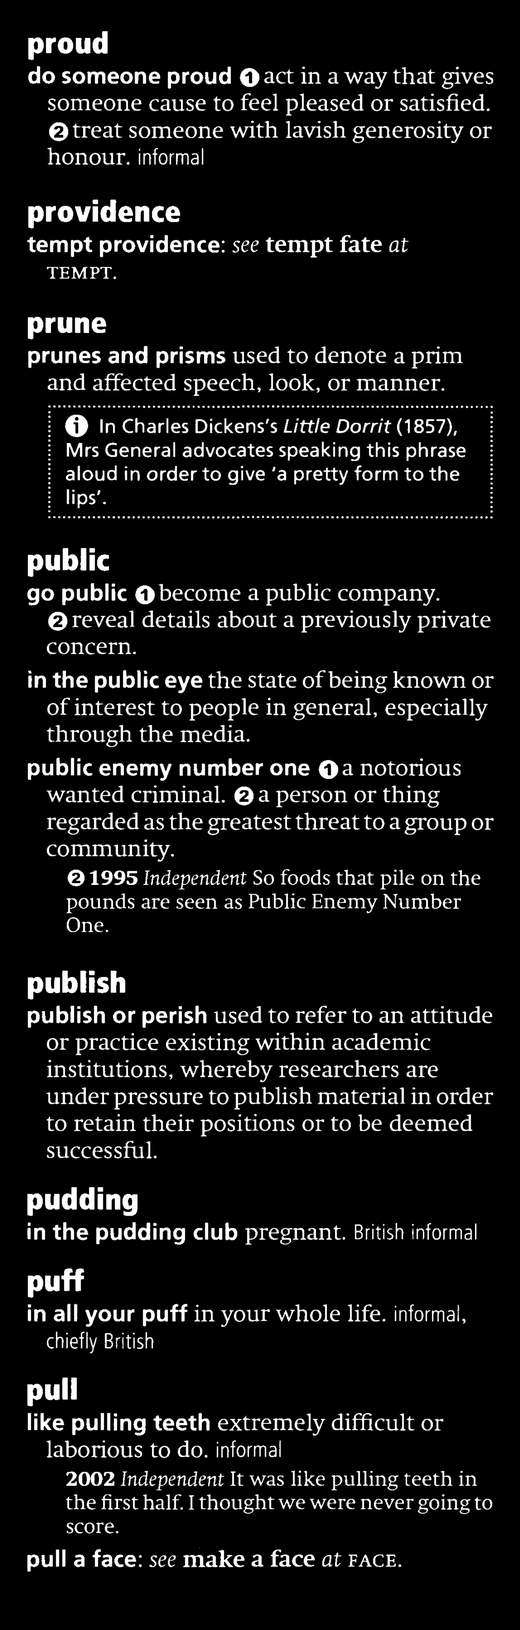 proud
do someone proud ❶ act in a way that gives
someone cause to feel pleased or satisfied.
❷ treat someone with lavish generosity or
honour. informal
providence
tempt providence: see tempt fate at
TEMPT.
prune
prunes and prisms used to denote a prim
and affected speech, look, or manner.
ℹ In Charles Dickens's Little Dorrit (1857),
Mrs General advocates speaking this phrase
aloud in order to give 'a pretty form to the
lips'.
public
go public ❶ become a public company.
❷ reveal details about a previously private
concern.
in the public eye the state of being known or
of interest to people in general, especially
through the media.
public enemy number one ❶ a notorious
wanted criminal. ❷ a person or thing
regarded as the greatest threat to a group or
community.
❷ 1995 Independent So foods that pile on the
pounds are seen as Public Enemy Number
One.
publish
publish or perish used to refer to an attitude
or practice existing within academic
institutions, whereby researchers are
under pressure to publish material in order
to retain their positions or to be deemed
successful.
pudding
in the pudding club pregnant. British informal
puff
in all your puff in your whole life. informal,
chiefly British
pull
like pulling teeth extremely difficult or
laborious to do. informal
2002 Independent It was like pulling teeth in
the first half. I thought we were never going to
score.
pull a face: see make a face at FACE.